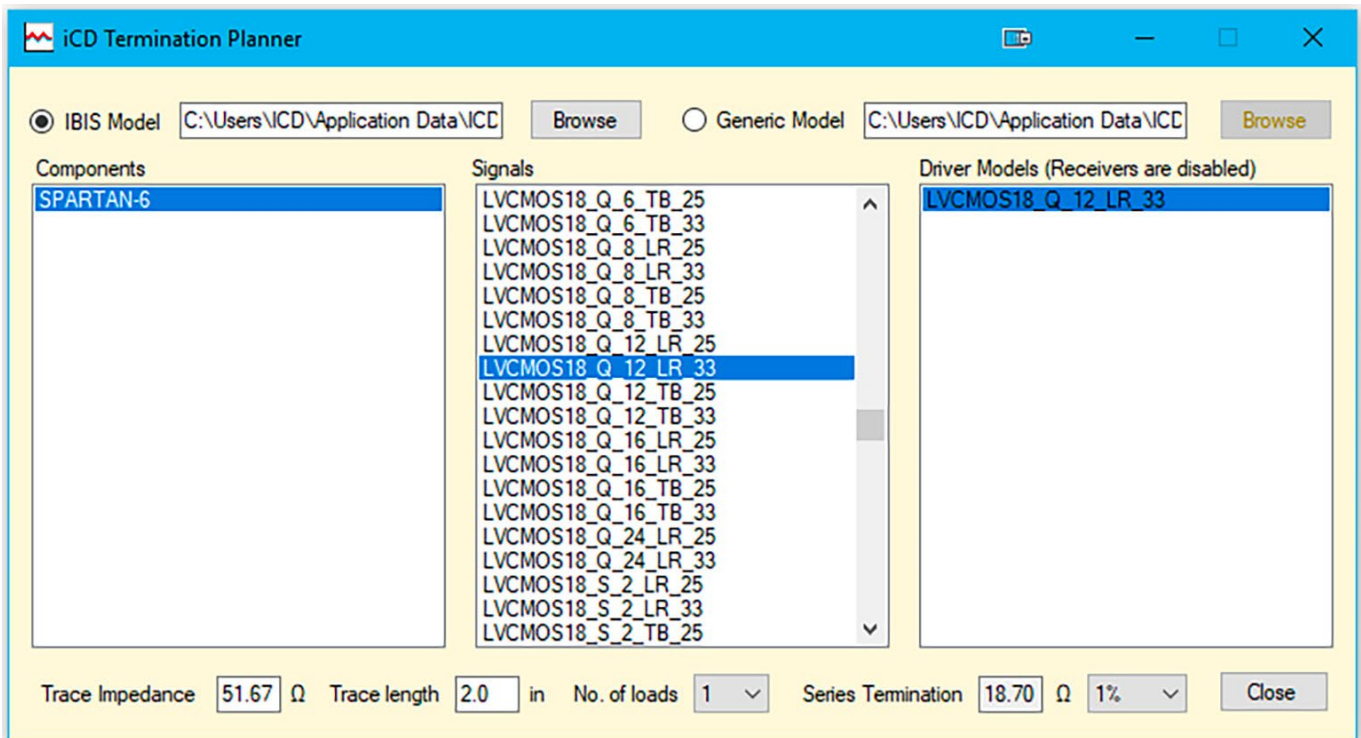 iCD Termination Planner
IBIS Model C:\Users\ICD\Application Data\ICD Browse Generic Model C:\Users\ICD\Application Data\ICD Browse
Components Signals Driver Models (Receivers are disabled)
SPARTAN-6
LVCMOS18_Q_6_TB_25
LVCMOS18_Q_6_TB_33
LVCMOS18_Q_8_LR_25
LVCMOS18_Q_8_LR_33
LVCMOS18_Q_8_TB_25
LVCMOS18_Q_8_TB_33
LVCMOS18_Q_12_LR_25
LVCMOS18_Q_12_LR_33
LVCMOS18_Q_12_TB_25
LVCMOS18_Q_12_TB_33
LVCMOS18_Q_16_LR_25
LVCMOS18_Q_16_LR_33
LVCMOS18_Q_16_TB_25
LVCMOS18_Q_16_TB_33
LVCMOS18_Q_24_LR_25
LVCMOS18_Q_24_LR_33
LVCMOS18_S_2_LR_25
LVCMOS18_S_2_LR_33
LVCMOS18_S_2_TB_25
LVCMOS18_Q_12_LR_33
Trace Impedance 51.67 Ω Trace length 2.0 in No. of loads 1 Series Termination 18.70 Ω 1% Close